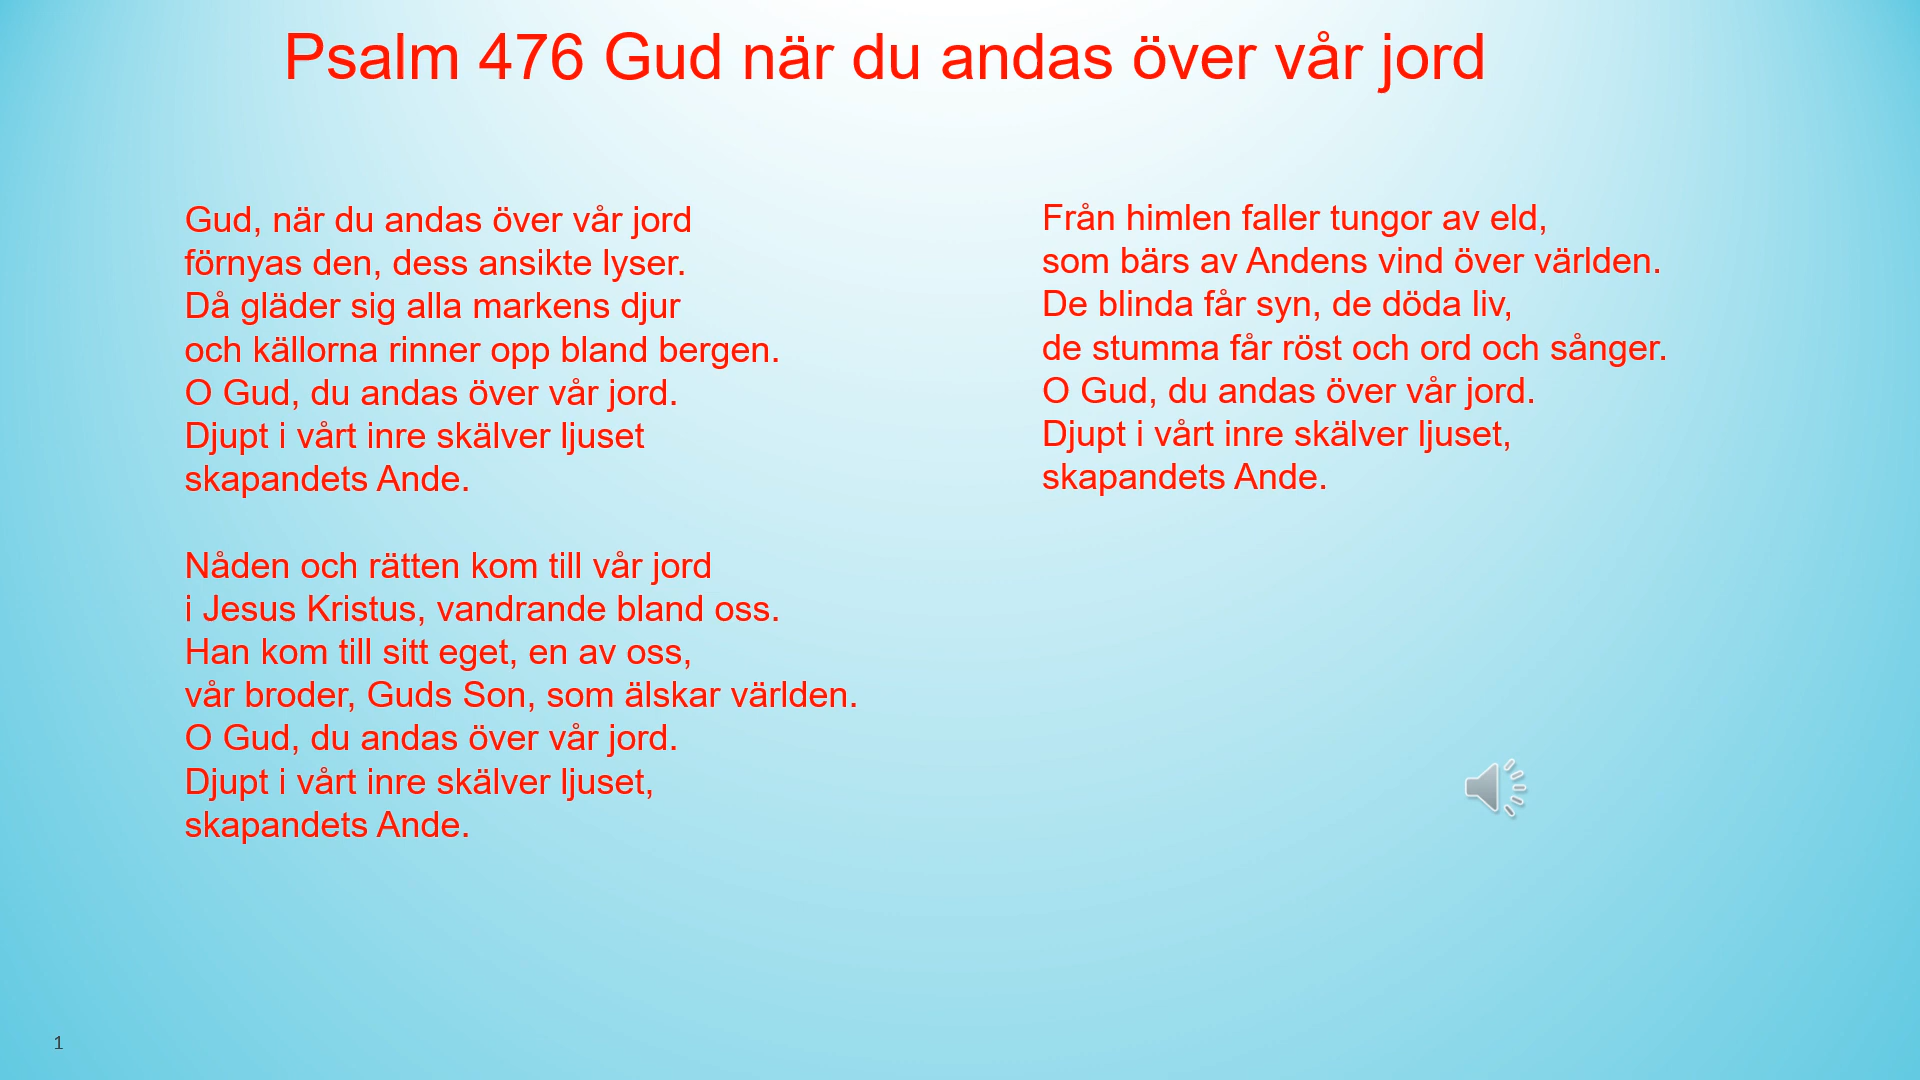 Psalm 476 Gud när du andas över vår jord
Gud, när du andas över vår jord
förnyas den, dess ansikte lyser.
Då gläder sig alla markens djur
och källorna rinner opp bland bergen.
O Gud, du andas över vår jord.
Djupt i vårt inre skälver ljuset
skapandets Ande.
Nåden och rätten kom till vår jord
i Jesus Kristus, vandrande bland oss.
Han kom till sitt eget, en av oss,
vår broder, Guds Son, som älskar världen.
O Gud, du andas över vår jord.
Djupt i vårt inre skälver ljuset,
skapandets Ande.
Från himlen faller tungor av eld,
som bärs av Andens vind över världen.
De blinda får syn, de döda liv,
de stumma får röst och ord och sånger.
O Gud, du andas över vår jord.
Djupt i vårt inre skälver ljuset,
skapandets Ande.
1